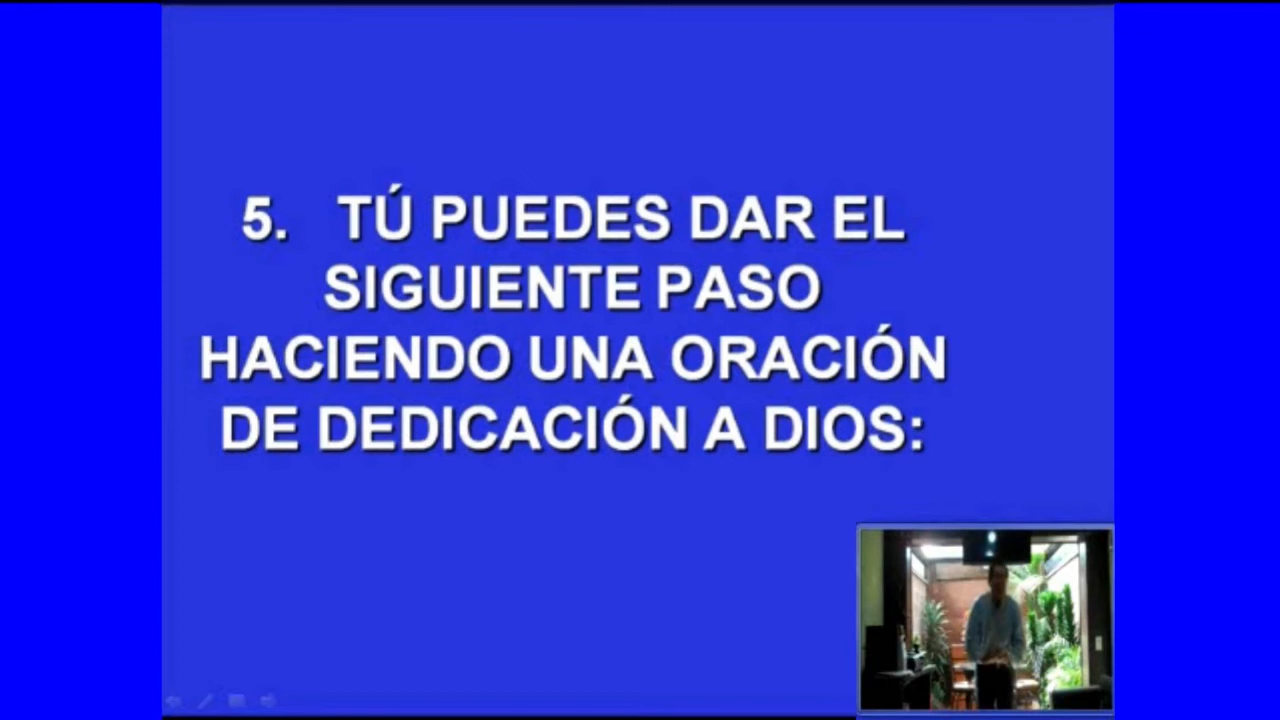 5. TÚ PUEDES DAR EL
SIGUIENTE PASO
HACIENDO UNA ORACIÓN
DE DEDICACIÓN A DIOS: